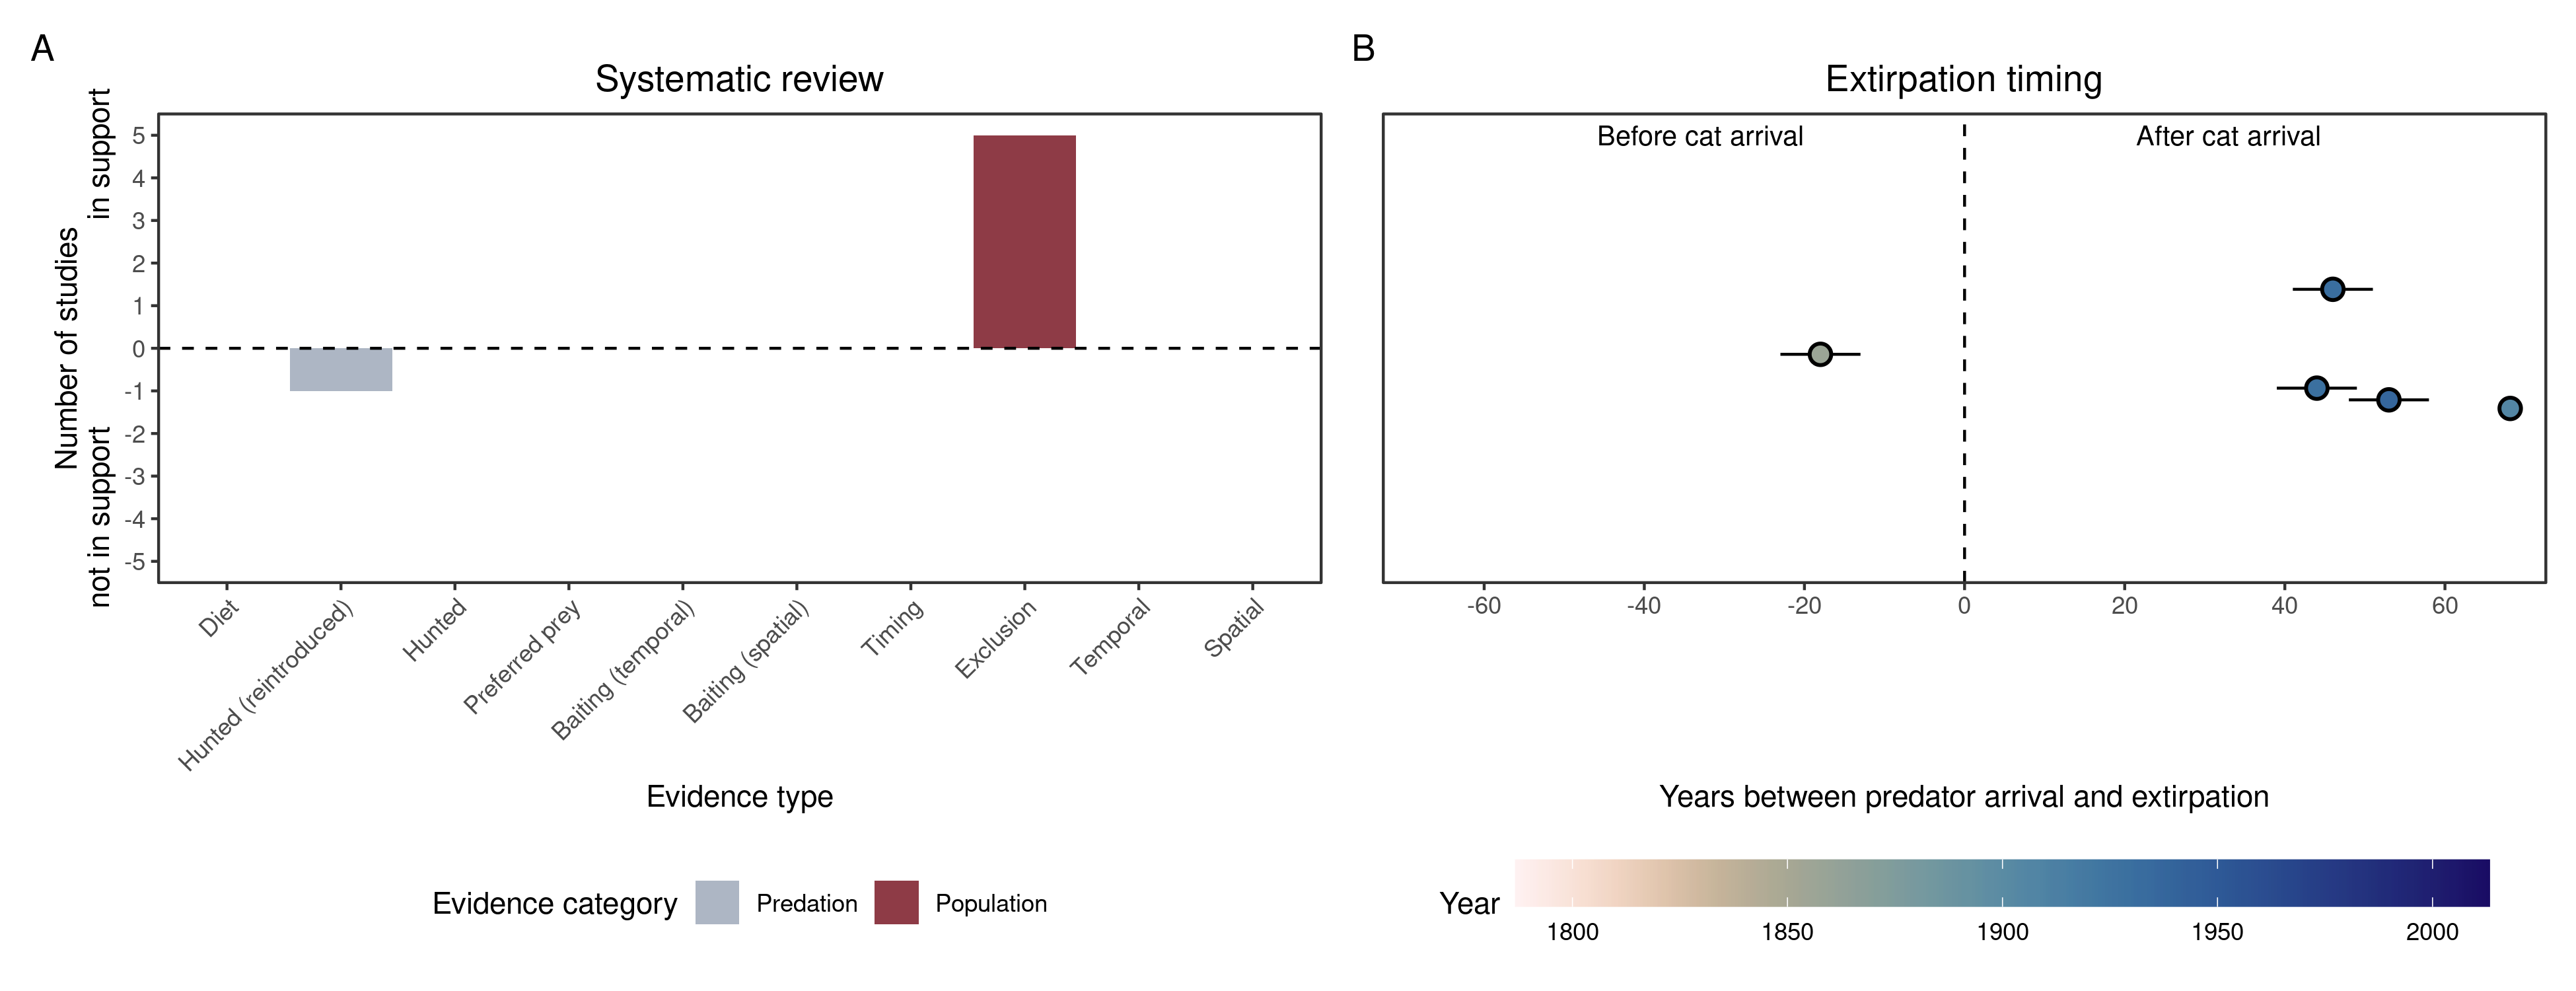 A
Systematic review
Number of studies
not in support
in support
5
4
3
2
1
0
-1
-2
-3
-4
-5
Diet
Hunted (reintroduced)
Hunted
Preferred prey
Baiting (temporal)
Baiting (spatial)
Timing
Exclusion
Temporal
Spatial
Evidence type
Evidence category
Predation
Population
B
Extirpation timing
Before cat arrival
After cat arrival
-60
-40
-20
0
20
40
60
Years between predator arrival and extirpation
Year
1800
1850
1900
1950
2000